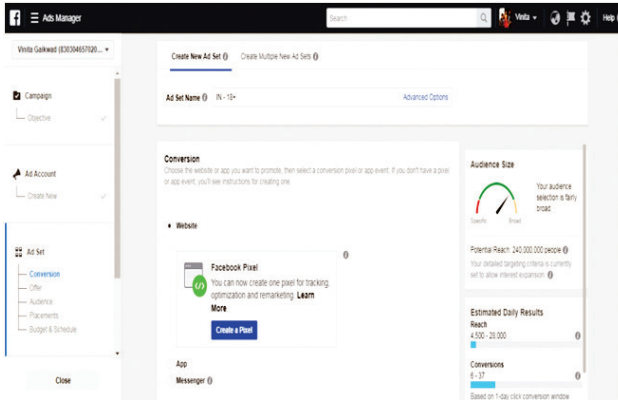 Ads Manager
Search
Vinita
Help
Vinita Gaikwad (830304657020...
Create New Ad Set
Create Multiple New Ad Sets
Campaign
Objective
Ad Set Name
IN - 18+
Advanced Options
Ad Account
Create New
Conversion
Choose the website or app you want to promote, then select a conversion pixel or app event. If you don't have a pixel
or app event, you'll see instructions for creating one.
Website
Ad Set
Conversion
Offer
Audience
Placements
Budget & Schedule
Close
Facebook Pixel
You can now create one pixel for tracking,
optimization and remarketing. Learn
More
Create a Pixel
App
Messenger
Audience Size
Your audience
selection is fairly
broad.
Specific
Broad
Potential Reach: 240,000,000 people
Your detailed targeting criteria is currently
set to allow interest expansion.
Estimated Daily Results
Reach
4,500 - 28,000
Conversions
6 - 37
Based on 1-day click conversion window